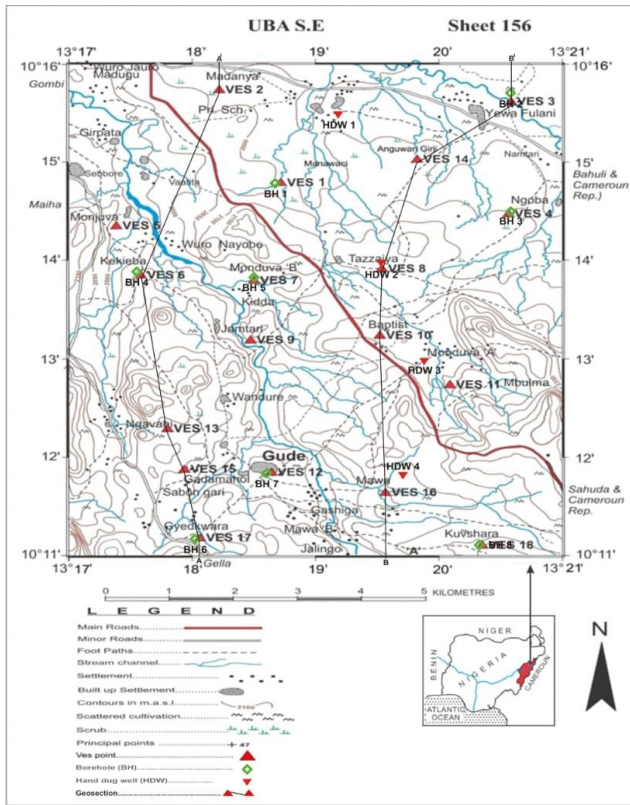 UBA S.E Sheet 156
13°17' 18' A' 19' 20' B' 13°21'
10°16' 10°16'
Wuro Jauro
Madugu
Madanya
Gombi
VES 2
Pri. Sch.
BH 2 VES 3
Yewa Fulani
HDW 1
Girpata
Anguwan Girji
VES 14
Namtari
15' 15'
Manawaci
Vantita
VES 1
BH 1
Bahuli &
Cameroun
Rep.)
Maiha
Ngoba
VES 4
BH 3
Monjuva
VES 5
Wuro Nayobe
Tazzaiya
14' 14'
Kekieba
VES 6
BH 4
Monduva 'B'
VES 7
BH 5
VES 8
HDW 2
Kidda
Jamtari
VES 9
Baptist
VES 10
13' 13'
Monduva 'A'
HDW 3
VES 11
Mbulma
Wandure
Ngavahi
VES 13
12' 12'
Gude
VES 15
VES 12
BH 7
Gadamahol
Sabon gari
HDW 4
Mawa
VES 16
Sahuda &
Cameroun
Rep.
Gashiga
Gyedkwara
VES 17
BH 6
Mawa 'B'
Jalingo
'A'
Kuvshara
VES 18
10°11' 10°11'
13°17' A Gella 19' B 20' 13°21'
0 1 2 3 4 5 KILOMETRES
L E G E N D
Main Roads
Minor Roads
Foot Paths
Stream channel
Settlement
Built up Settlement
Contours in m.a.s.l 2100
Scattered cultivation
Scrub
Principal points 47
Ves point
Borehole (BH)
Hand dug well (HDW)
Geosection
NIGER
BENIN
NIGERIA
CAMEROUN
ATLANTIC
OCEAN
N